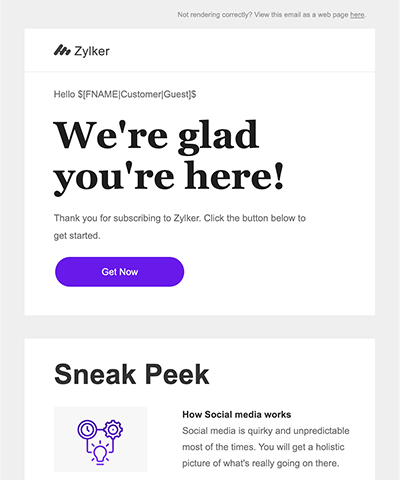 Not rendering correctly? View this email as a web page here.
Zylker
Hello $[FNAME|Customer|Guest]$
We're glad
you're here!
Thank you for subscribing to Zylker. Click the button below to
get started.
Get Now
Sneak Peek
How Social media works
Social media is quirky and unpredictable
most of the times. You will get a holistic
picture of what's really going on there.